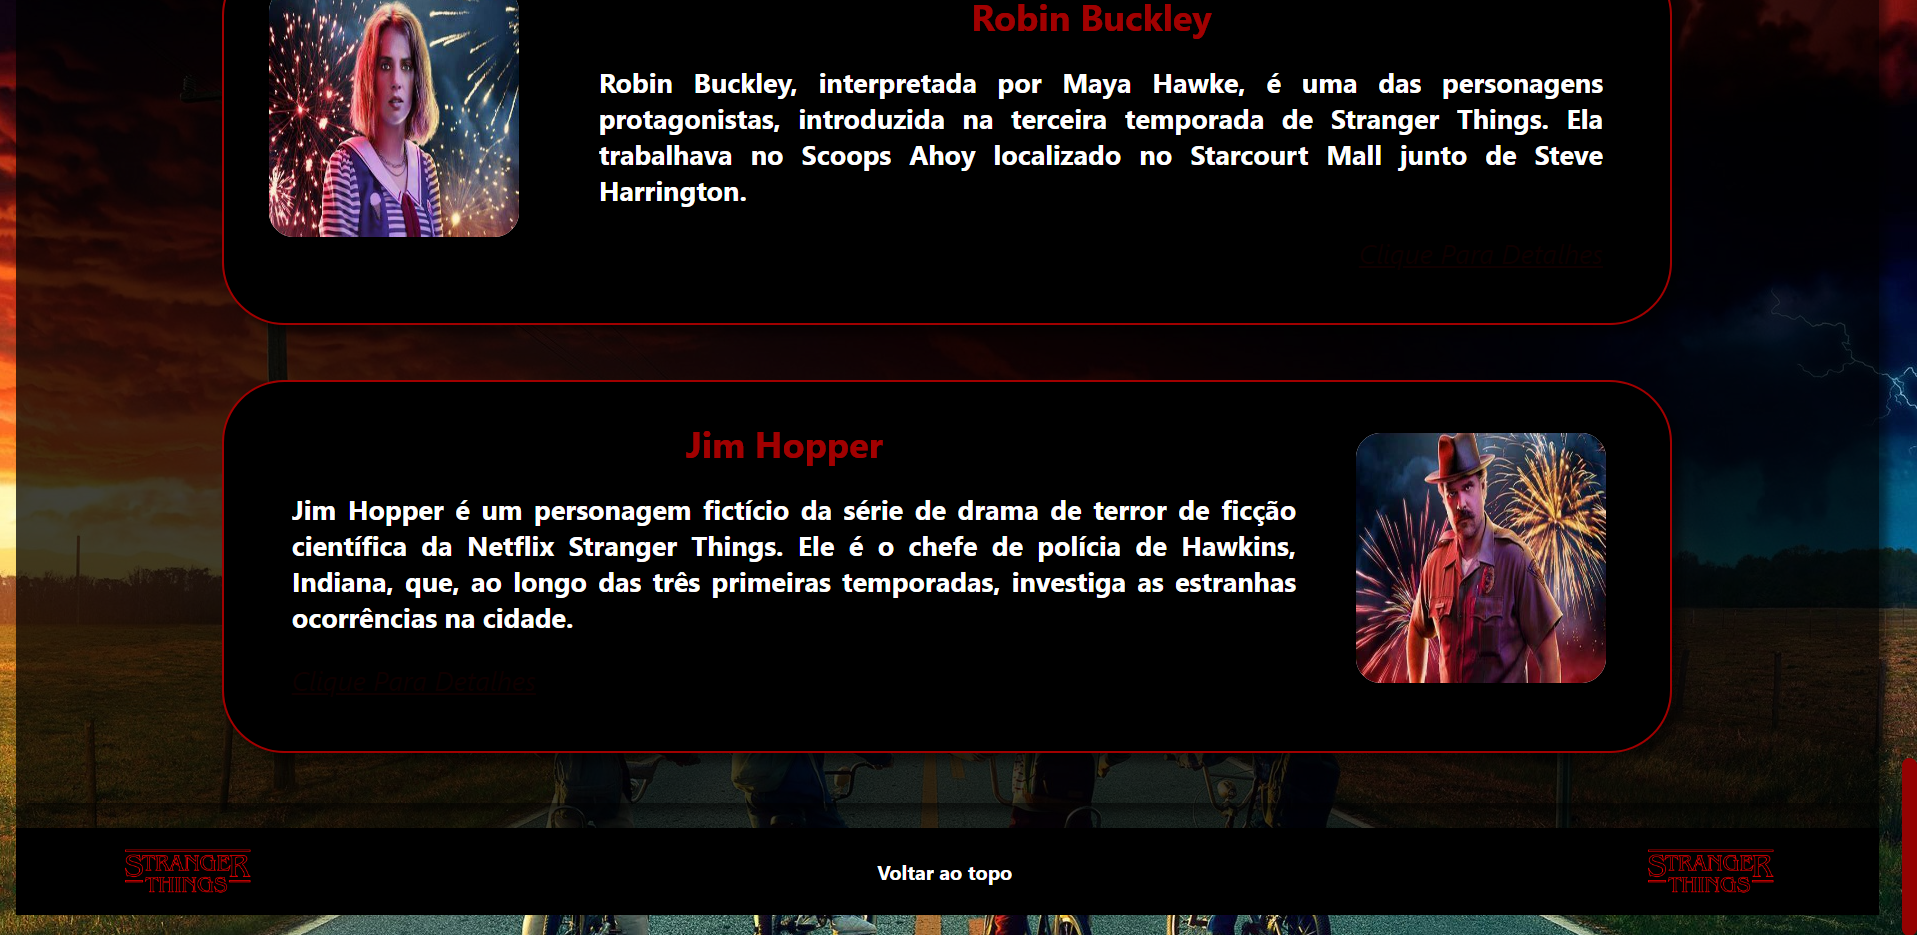 Robin Buckley
Robin Buckley, interpretada por Maya Hawke, é uma das personagens
protagonistas, introduzida na terceira temporada de Stranger Things. Ela
trabalhava no Scoops Ahoy localizado no Starcourt Mall junto de Steve
Harrington.
Clique Para Detalhes
Jim Hopper
Jim Hopper é um personagem fictício da série de drama de terror de ficção
científica da Netflix Stranger Things. Ele é o chefe de polícia de Hawkins,
Indiana, que, ao longo das três primeiras temporadas, investiga as estranhas
ocorrências na cidade.
Clique Para Detalhes
STRANGER
THINGS
Voltar ao topo
STRANGER
THINGS